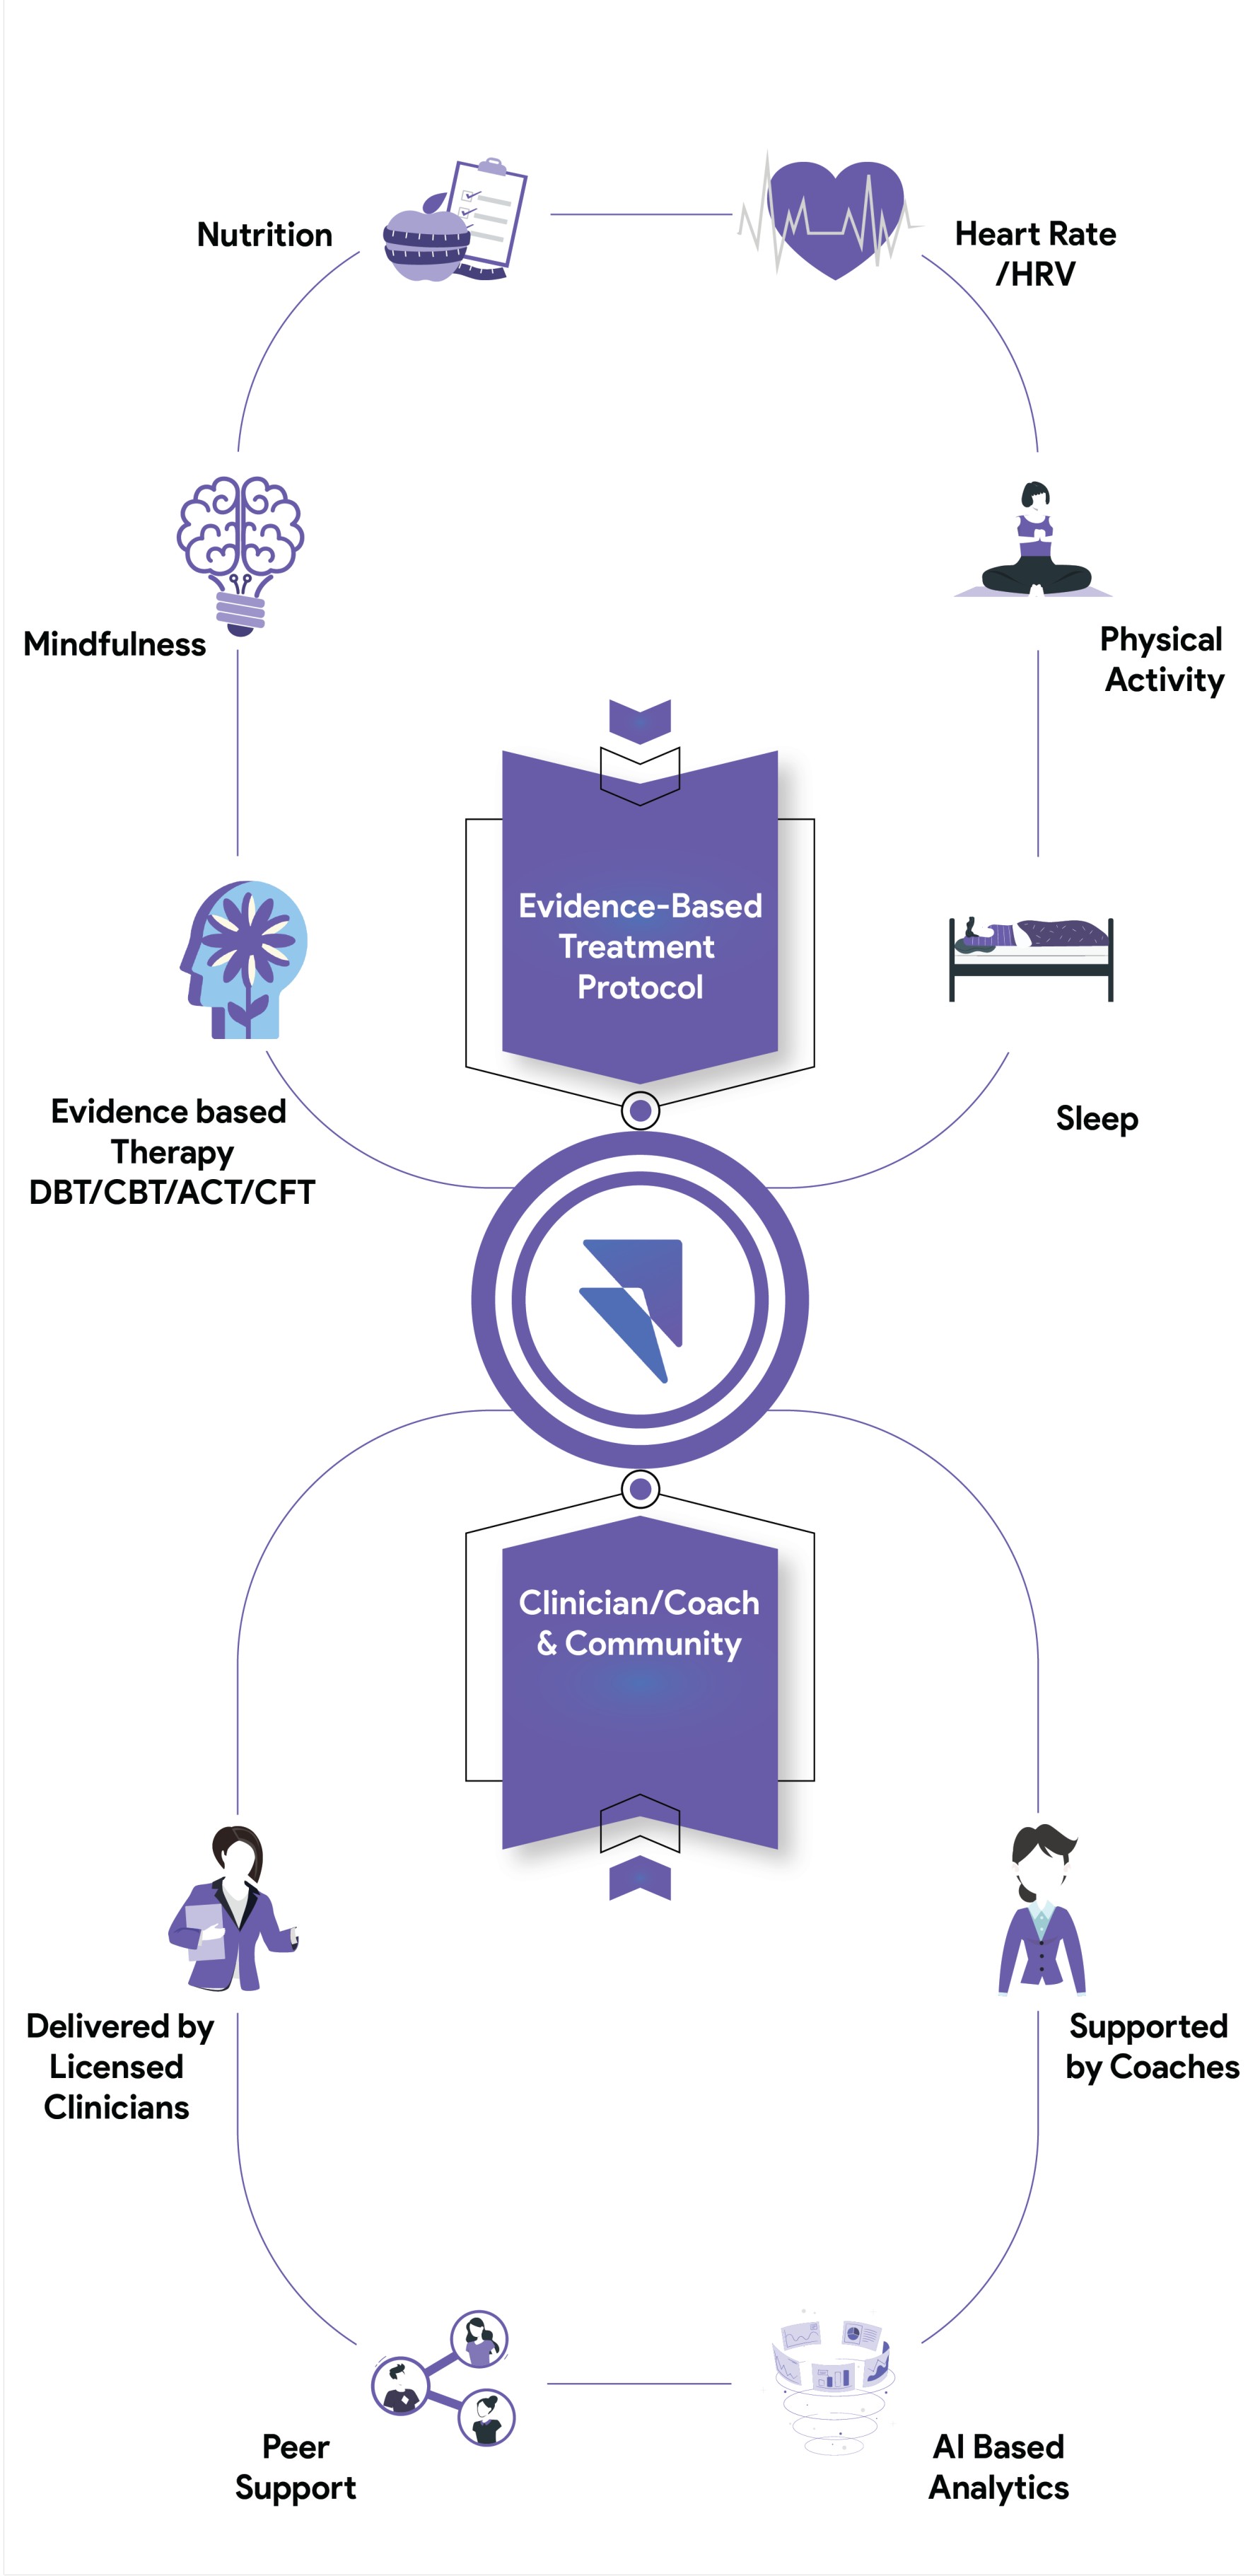 Nutrition
Heart Rate
/HRV
Mindfulness
Physical
Activity
Evidence-Based
Treatment
Protocol
Evidence based
Therapy
DBT/CBT/ACT/CFT
Sleep
Clinician/Coach
& Community
Delivered by
Licensed
Clinicians
Supported
by Coaches
Peer
Support
AI Based
Analytics